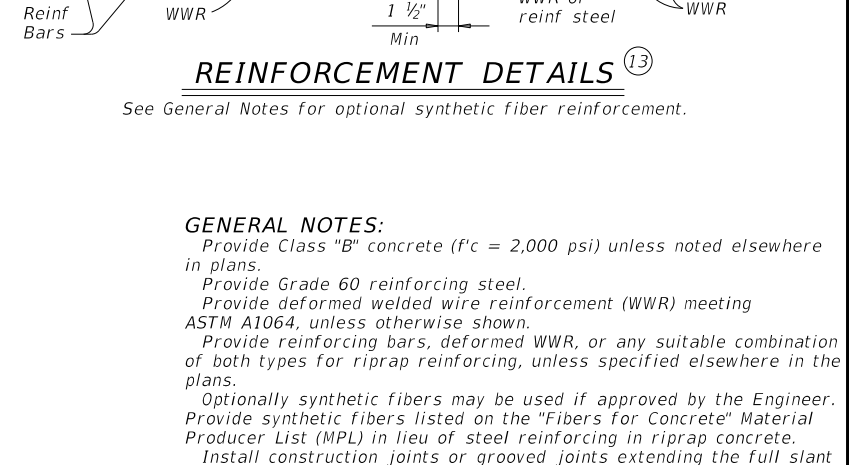 Reinf
Bars
WWR
1 ½"
Min
WWR or
reinf steel
WWR
REINFORCEMENT DETAILS 13
See General Notes for optional synthetic fiber reinforcement.
GENERAL NOTES:
Provide Class "B" concrete (f'c = 2,000 psi) unless noted elsewhere
in plans.
Provide Grade 60 reinforcing steel.
Provide deformed welded wire reinforcement (WWR) meeting
ASTM A1064, unless otherwise shown.
Provide reinforcing bars, deformed WWR, or any suitable combination
of both types for riprap reinforcing, unless specified elsewhere in the
plans.
Optionally synthetic fibers may be used if approved by the Engineer.
Provide synthetic fibers listed on the "Fibers for Concrete" Material
Producer List (MPL) in lieu of steel reinforcing in riprap concrete.
Install construction joints or grooved joints extending the full slant